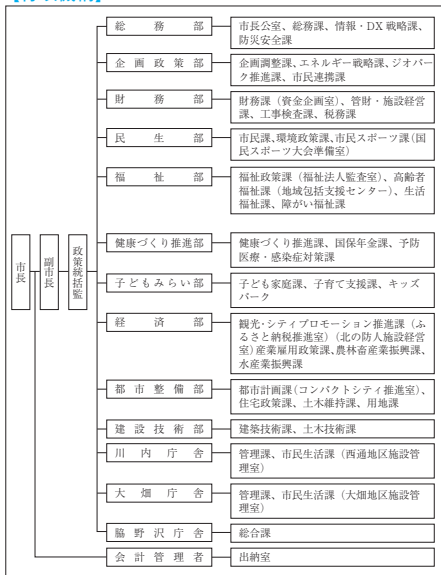 市長
副市長
政策統括監
総務部
市長公室、総務課、情報・DX 戦略課、
防災安全課
企画政策部
企画調整課、エネルギー戦略課、ジオパー
ク推進課、市民連携課
財務部
財務課（資金企画室）、管財・施設経営
課、工事検査課、税務課
民生部
市民課、環境政策課、市民スポーツ課（国
民スポーツ大会準備室）
福祉部
福祉政策課（福祉法人監査室）、高齢者
福祉課（地域包括支援センター）、生活
福祉課、障がい福祉課
健康づくり推進部
健康づくり推進課、国保年金課、予防
医療・感染症対策課
子どもみらい部
子ども家庭課、子育て支援課、キッズ
パーク
経済部
観光・シティプロモーション推進課（ふ
るさと納税推進室）（北の防人施設経営
室）産業雇用政策課、農林畜産業振興課、
水産業振興課
都市整備部
都市計画課（コンパクトシティ推進室）、
住宅政策課、土木維持課、用地課
建設技術部
建築技術課、土木技術課
川内庁舎
管理課、市民生活課（西通地区施設管
理室）
大畑庁舎
管理課、市民生活課（大畑地区施設管
理室）
脇野沢庁舎
総合課
会計管理者
出納室